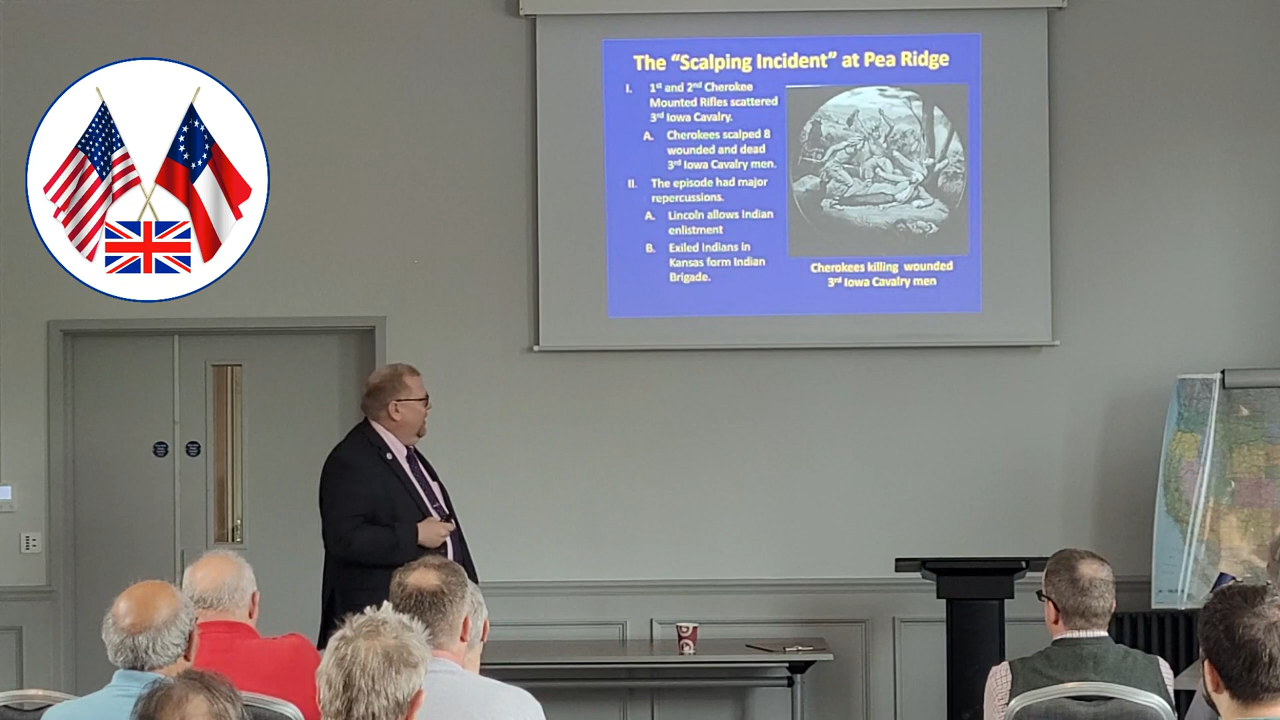 The "Scalping Incident" at Pea Ridge
I. 1st and 2nd Cherokee
Mounted Rifles scattered
3rd Iowa Cavalry.
A. Cherokees scalped 8
wounded and dead
3rd Iowa Cavalry men.
II. The episode had major
repercussions.
A. Lincoln allows Indian
enlistment
B. Exiled Indians in
Kansas form Indian
Brigade.
Cherokees killing wounded
3rd Iowa Cavalry men